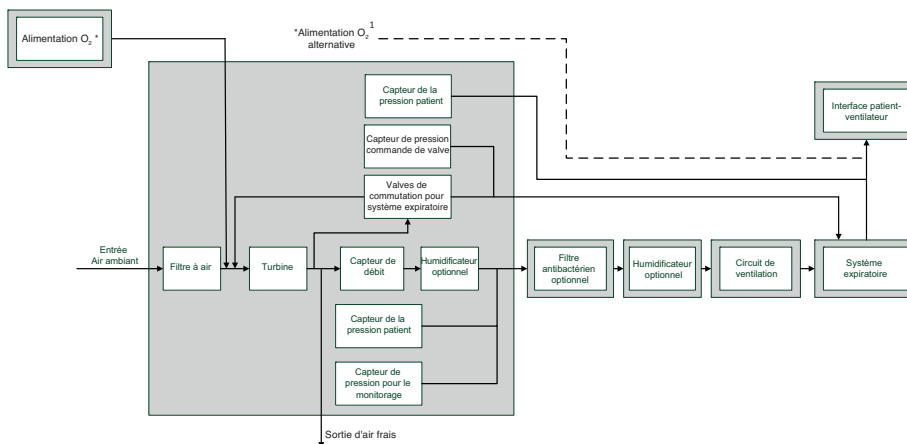 Alimentation O2 *
*Alimentation O2 1
alternative
Capteur de la
pression patient
Interface patient-
ventilateur
Capteur de pression
commande de valve
Valves de
commutation pour
système expiratoire
Entrée
Air ambiant
Filtre à air
Turbine
Capteur de
débit
Humidificateur
optionnel
Filtre
antibactérien
optionnel
Humidificateur
optionnel
Circuit de
ventilation
Système
expiratoire
Capteur de la
pression patient
Capteur de
pression pour le
monitorage
Sortie d'air frais